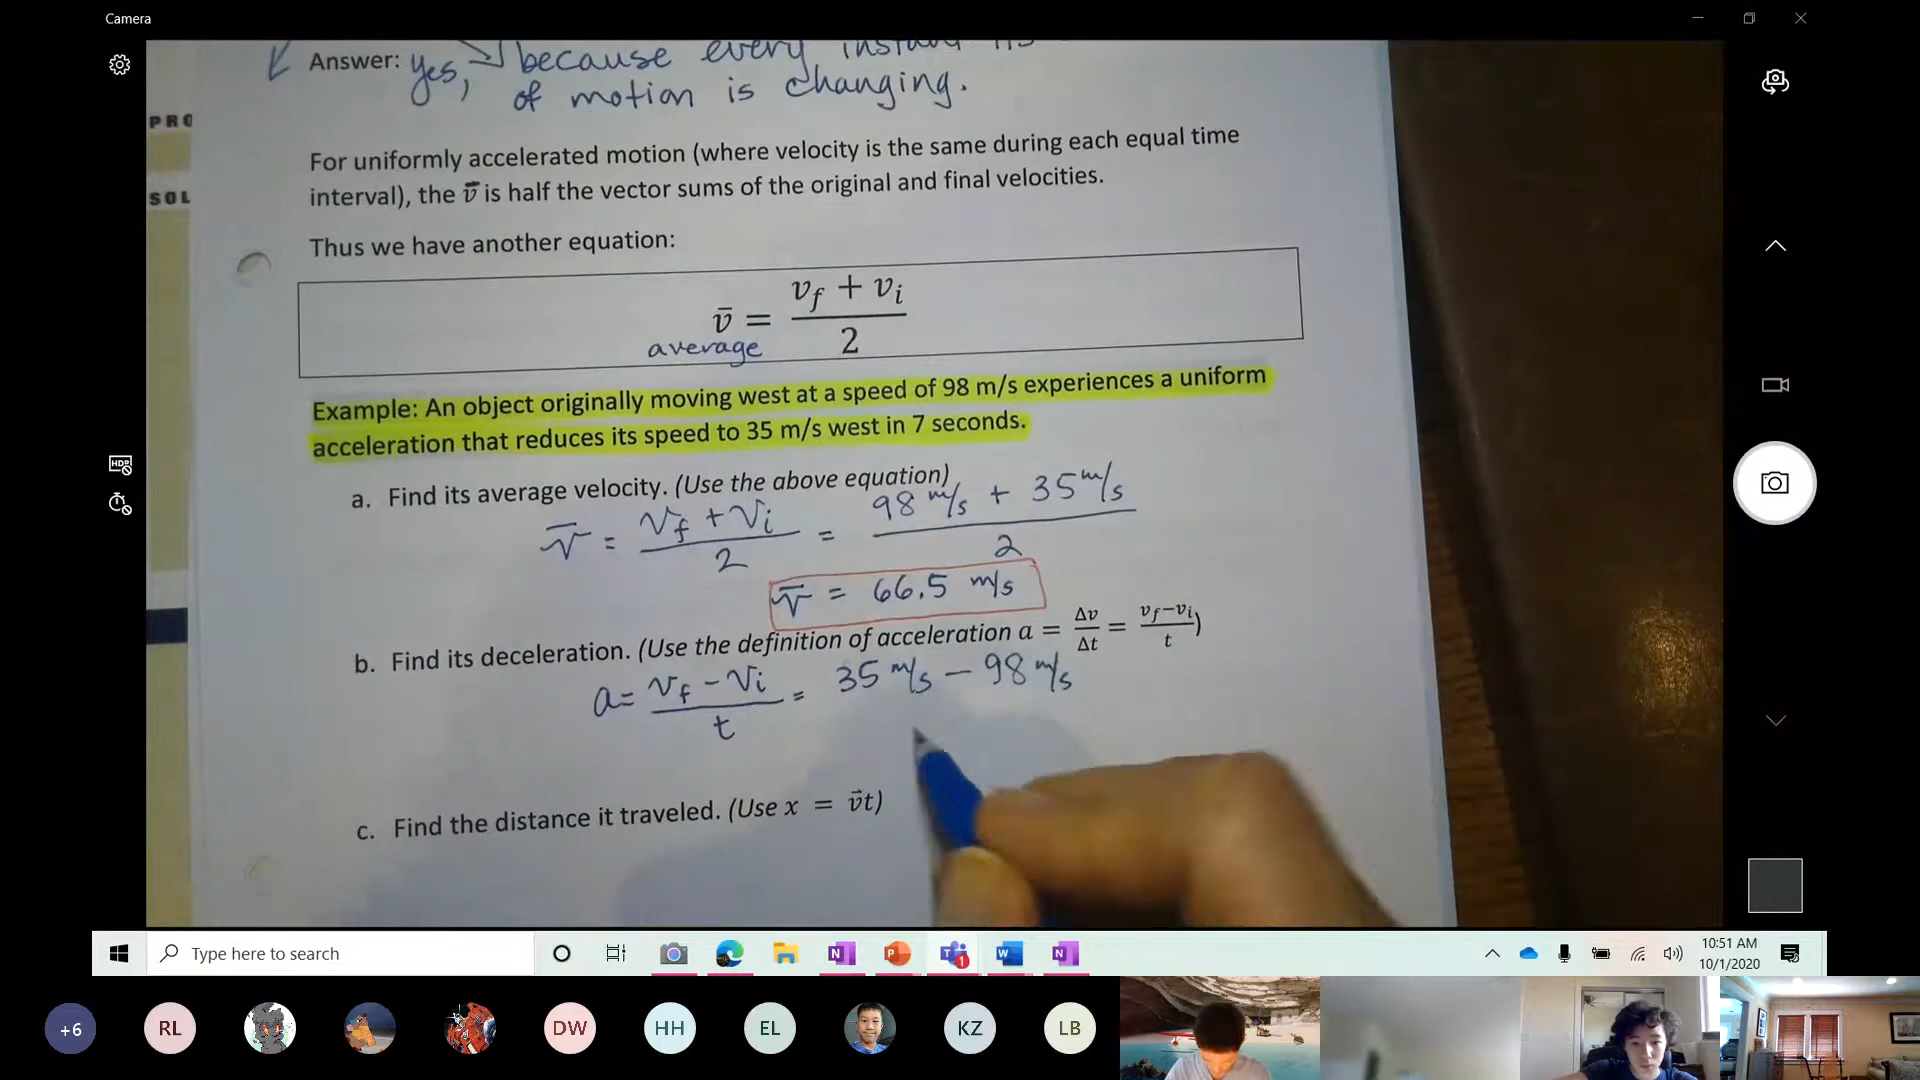 Camera
Answer: yes, → because every instant
of motion is changing.
PRO
SOL
For uniformly accelerated motion (where velocity is the same during each equal time
interval), the v̄ is half the vector sums of the original and final velocities.
Thus we have another equation:
v̄ = (v_f + v_i) / 2
average
Example: An object originally moving west at a speed of 98 m/s experiences a uniform
acceleration that reduces its speed to 35 m/s west in 7 seconds.
a. Find its average velocity. (Use the above equation)
v̄ = (v_f + v_i) / 2 = (98 m/s + 35 m/s) / 2
v̄ = 66.5 m/s
b. Find its deceleration. (Use the definition of acceleration a = Δv/Δt = (v_f − v_i)/t)
a = (v_f − v_i) / t = 35 m/s − 98 m/s
c. Find the distance it traveled. (Use x = v⃗t)
HDR
Type here to search
N
P
1
W
N
10:51 AM
10/1/2020
+6
RL
DW
HH
EL
KZ
LB